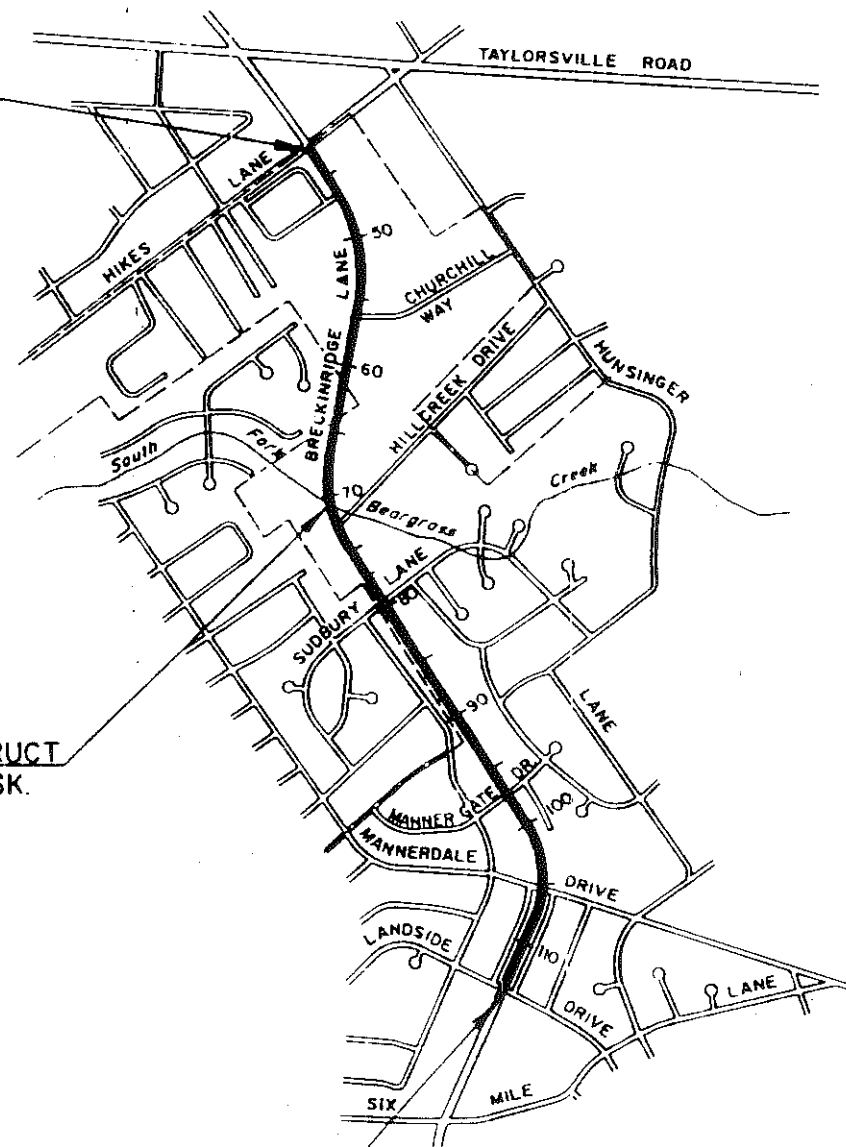 TAYLORSVILLE ROAD
HIKES LANE
50
BRECKINRIDGE LANE
CHURCHILL
WAY
60
HILLCREEK DRIVE
HUNSINGER
South Fork
70
Beargrass Creek
SUDBURY LANE
80
90
LANE
RUCT
SK.
MANNER GATE DR.
100
MANNERDALE DRIVE
LANDSIDE DRIVE
110
SIX MILE LANE